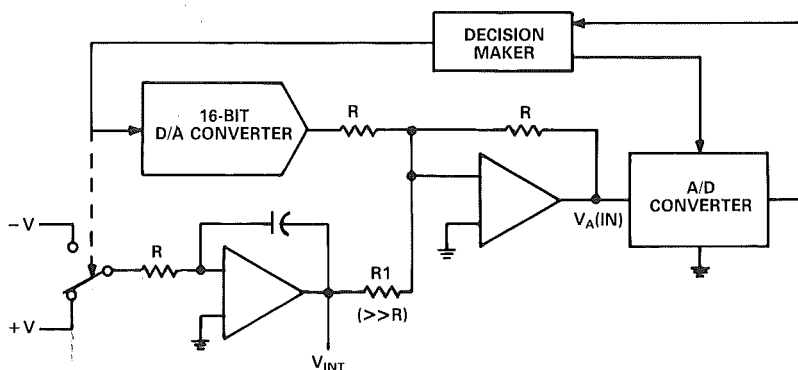 DECISION
MAKER
16-BIT
D/A CONVERTER
R
R
A/D
CONVERTER
V_A(IN)
−V
R
R1
(>>R)
+V
V_INT